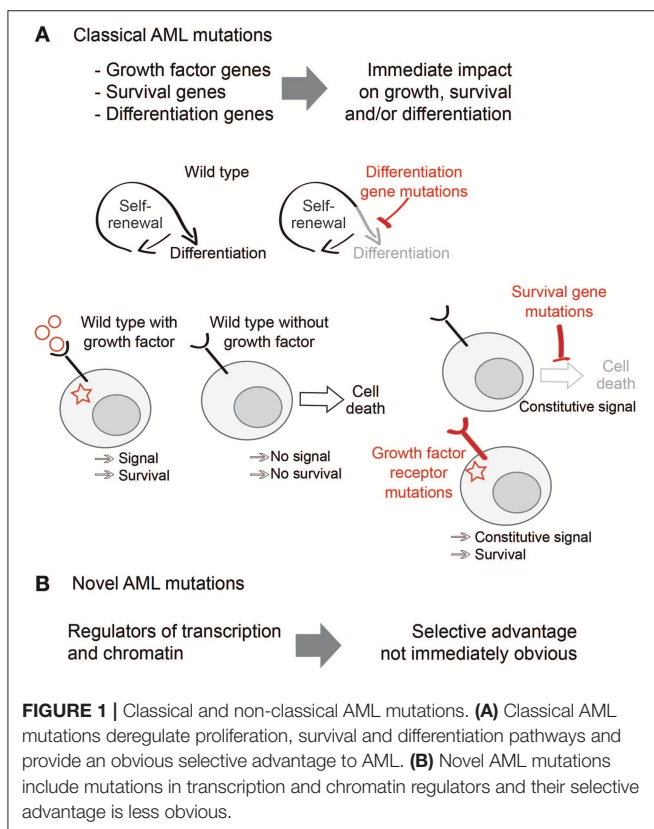 A Classical AML mutations
- Growth factor genes
- Survival genes
- Differentiation genes
Immediate impact
on growth, survival
and/or differentiation
Wild type
Self-
renewal
Differentiation
Self-
renewal
Differentiation
Differentiation
gene mutations
Wild type with
growth factor
Signal
Survival
Wild type without
growth factor
Cell
death
No signal
No survival
Survival gene
mutations
Cell
death
Constitutive signal
Growth factor
receptor
mutations
Constitutive signal
Survival
B Novel AML mutations
Regulators of transcription
and chromatin
Selective advantage
not immediately obvious
FIGURE 1 | Classical and non-classical AML mutations. (A) Classical AML
mutations deregulate proliferation, survival and differentiation pathways and
provide an obvious selective advantage to AML. (B) Novel AML mutations
include mutations in transcription and chromatin regulators and their selective
advantage is less obvious.